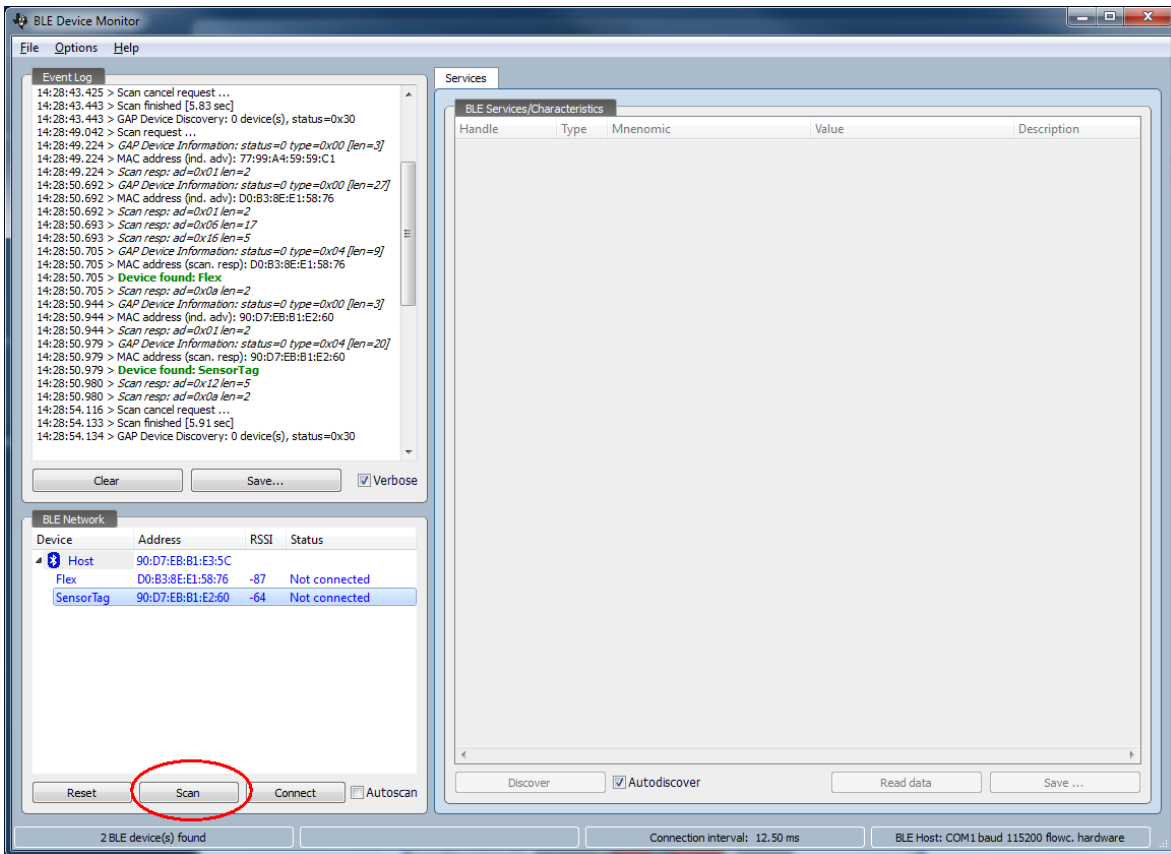 BLE Device Monitor
File Options Help
Event Log
14:28:43.425 > Scan cancel request ...
14:28:43.443 > Scan finished [5.83 sec]
14:28:43.443 > GAP Device Discovery: 0 device(s), status=0x30
14:28:49.042 > Scan request ...
14:28:49.224 > GAP Device Information: status=0 type=0x00 [len=3]
14:28:49.224 > MAC address (ind. adv): 77:99:A4:59:59:C1
14:28:49.224 > Scan resp: ad=0x01 len=2
14:28:50.692 > GAP Device Information: status=0 type=0x00 [len=27]
14:28:50.692 > MAC address (ind. adv): D0:B3:8E:E1:58:76
14:28:50.692 > Scan resp: ad=0x01 len=2
14:28:50.693 > Scan resp: ad=0x06 len=17
14:28:50.693 > Scan resp: ad=0x16 len=5
14:28:50.705 > GAP Device Information: status=0 type=0x04 [len=9]
14:28:50.705 > MAC address (scan. resp): D0:B3:8E:E1:58:76
14:28:50.705 > Device found: Flex
14:28:50.705 > Scan resp: ad=0x0a len=2
14:28:50.944 > GAP Device Information: status=0 type=0x00 [len=3]
14:28:50.944 > MAC address (ind. adv): 90:D7:EB:B1:E2:60
14:28:50.944 > Scan resp: ad=0x01 len=2
14:28:50.979 > GAP Device Information: status=0 type=0x04 [len=20]
14:28:50.979 > MAC address (scan. resp): 90:D7:EB:B1:E2:60
14:28:50.979 > Device found: SensorTag
14:28:50.980 > Scan resp: ad=0x12 len=5
14:28:50.980 > Scan resp: ad=0x0a len=2
14:28:54.116 > Scan cancel request ...
14:28:54.133 > Scan finished [5.91 sec]
14:28:54.134 > GAP Device Discovery: 0 device(s), status=0x30
Clear Save... Verbose
BLE Network
Device Address RSSI Status
Host 90:D7:EB:B1:E3:5C
Flex D0:B3:8E:E1:58:76 -87 Not connected
SensorTag 90:D7:EB:B1:E2:60 -64 Not connected
Reset Scan Connect Autoscan
Services
BLE Services/Characteristics
Handle Type Mnenomic Value Description
Discover Autodiscover Read data Save ...
2 BLE device(s) found Connection interval: 12.50 ms BLE Host: COM1 baud 115200 flowc. hardware